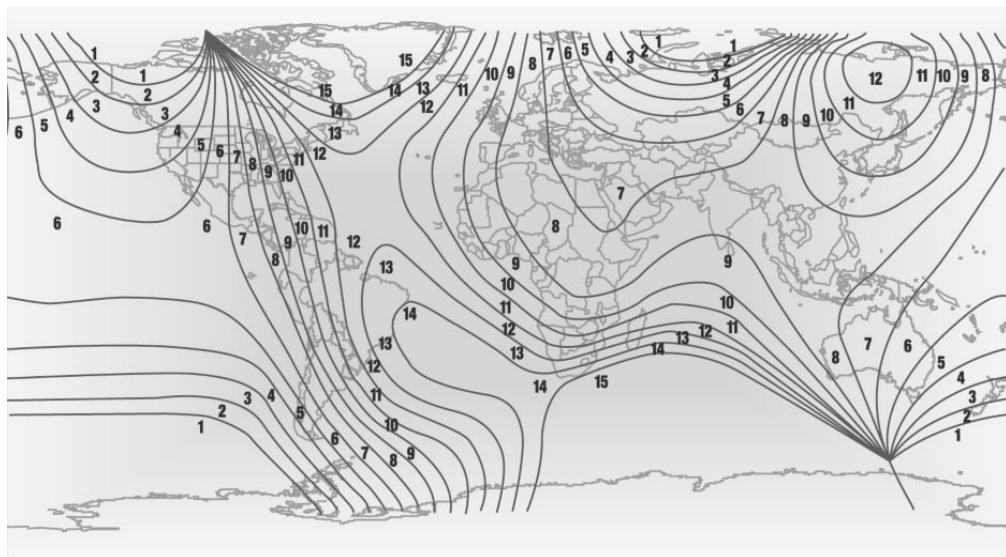 1 15 7 6 5 4 3 2 1 1
2
2 1 11 10 9 8 3 12 11 10 9 8
2 15 14 13 4
3 14 12 5 6 11
4 3 7 8 9 10
6 5 4 13
5 6 7 8 9 10 11 12
7
6 6 7 10 11 12 8
9 8 13 9 9
10
14 11 10
12 12 11
13 13 14 13 8 7 6
12 5
4 11 14 15 4
3 3
2 5 2
1 10 1
6 7 8 9